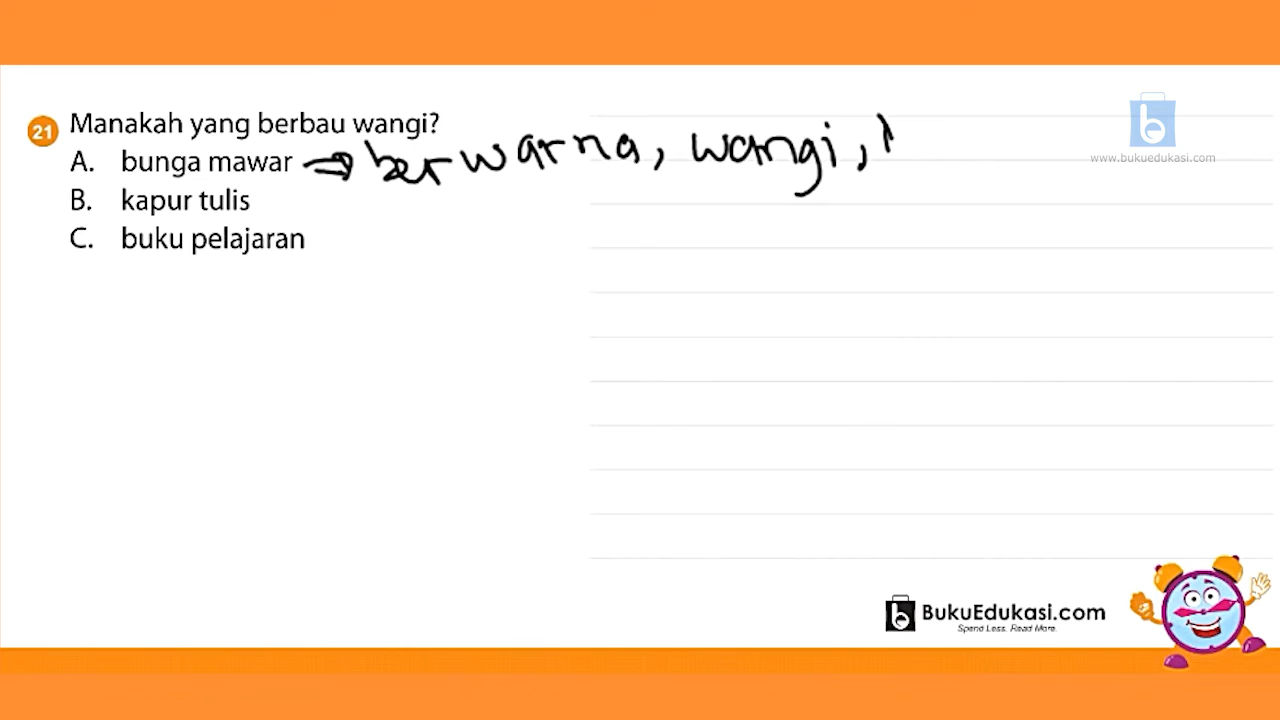 21 Manakah yang berbau wangi?
A. bunga mawar ⇒ berwarna, wangi,
B. kapur tulis
C. buku pelajaran
b
www.bukuedukasi.com
b BukuEdukasi.com
Spend Less. Read More.